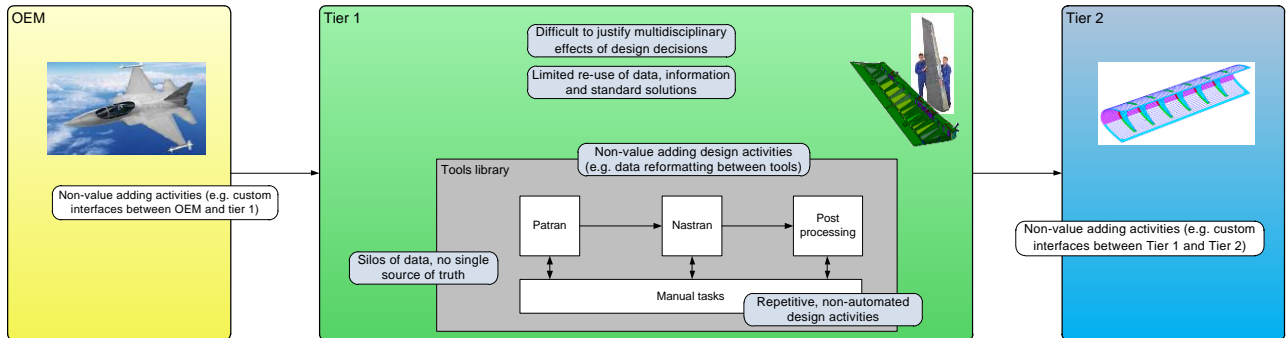 OEM
Non-value adding activities (e.g. custom
interfaces between OEM and tier 1)
Tier 1
Difficult to justify multidisciplinary
effects of design decisions
Limited re-use of data, information
and standard solutions
Non-value adding design activities
(e.g. data reformatting between tools)
Tools library
Patran
Nastran
Post
processing
Silos of data, no single
source of truth
Manual tasks
Repetitive, non-automated
design activities
Tier 2
Non-value adding activities (e.g. custom
interfaces between Tier 1 and Tier 2)